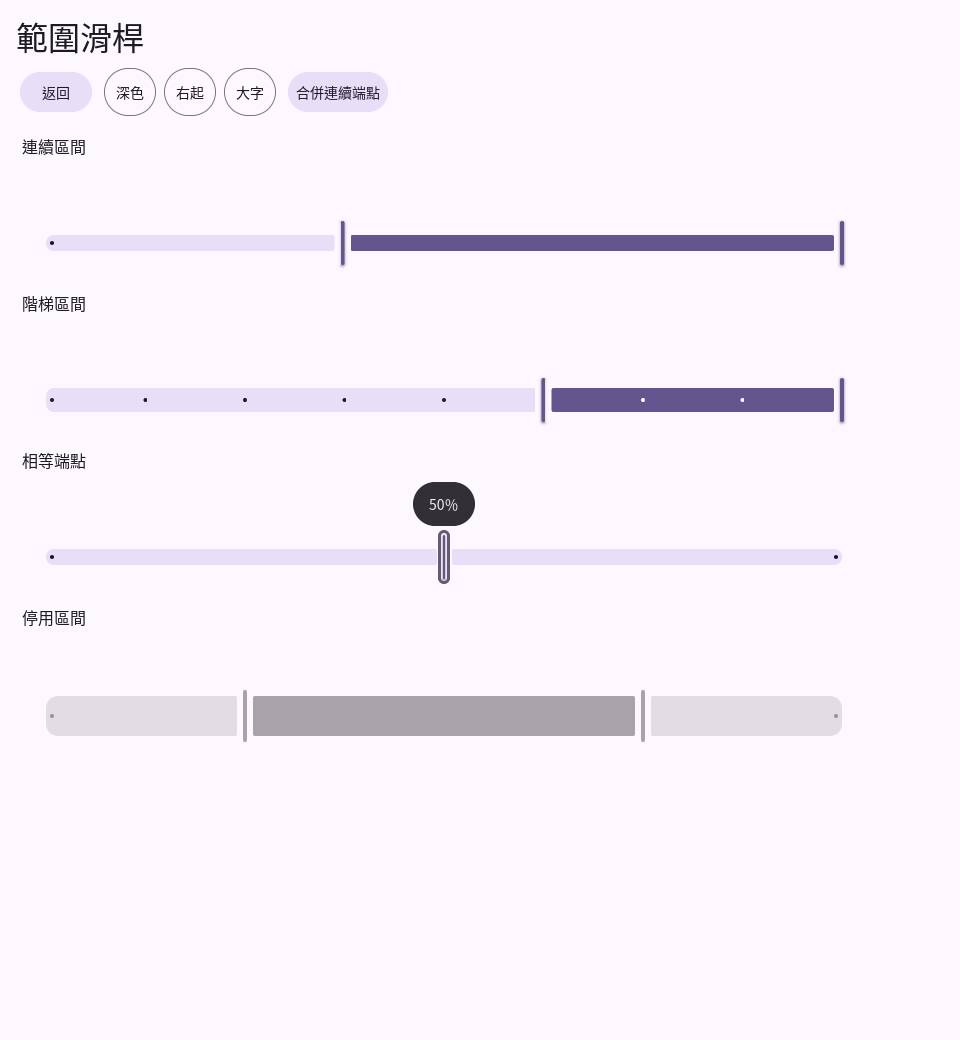 範圍滑桿
返回 深色 右起 大字 合併連續端點
連續區間
階梯區間
相等端點
50%
停用區間